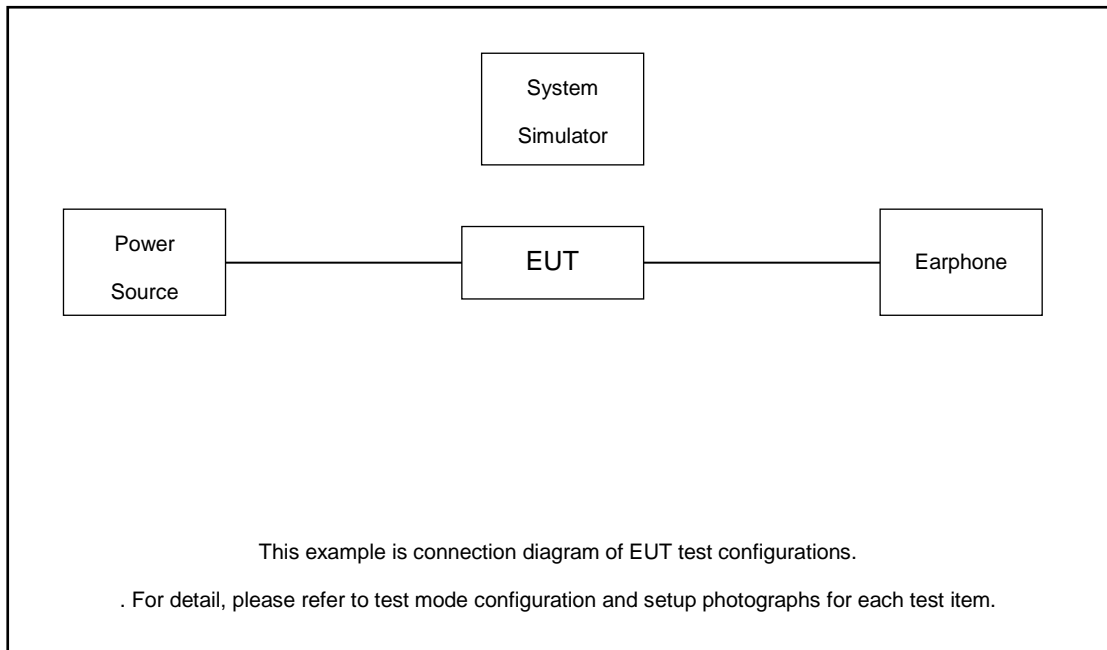 System
Simulator
Power
Source
EUT
Earphone
This example is connection diagram of EUT test configurations.
. For detail, please refer to test mode configuration and setup photographs for each test item.